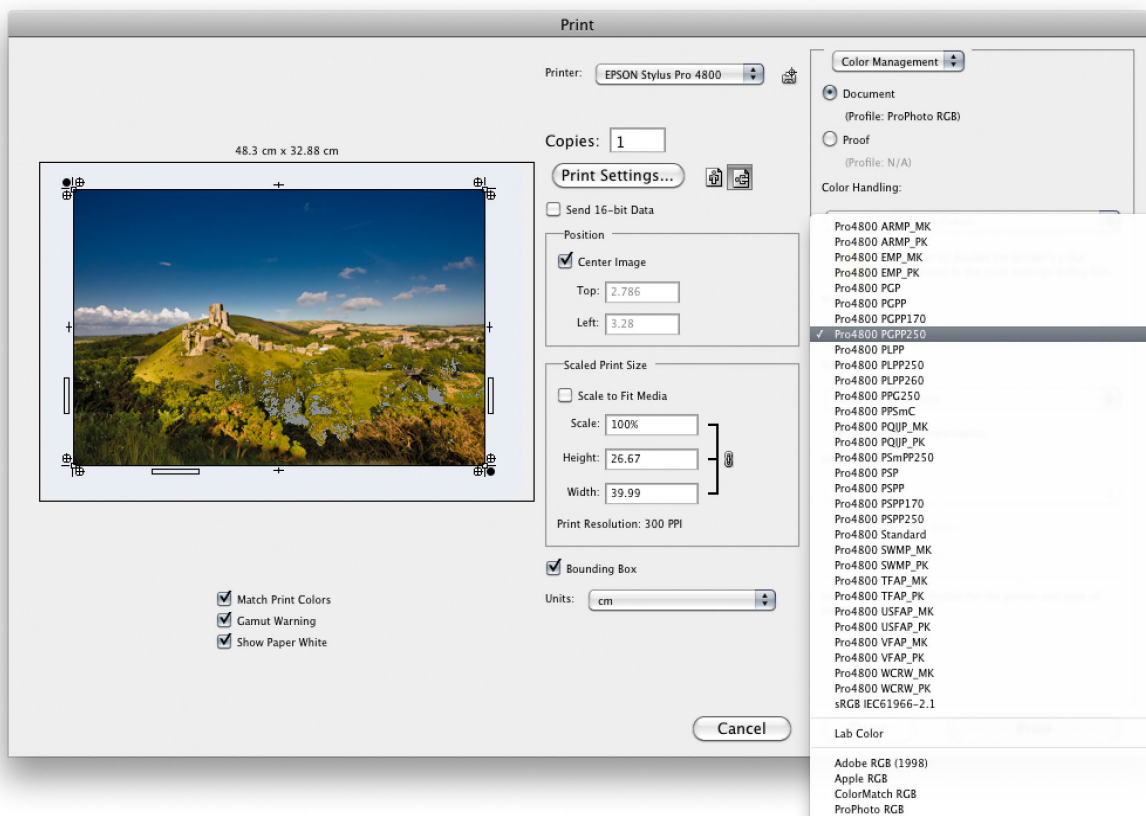 Print
Printer: EPSON Stylus Pro 4800
Copies: 1
Print Settings...
Send 16-bit Data
Position
Center Image
Top: 2.786
Left: 3.28
Scaled Print Size
Scale to Fit Media
Scale: 100%
Height: 26.67
Width: 39.99
Print Resolution: 300 PPI
Bounding Box
Units: cm
48.3 cm x 32.88 cm
Match Print Colors
Gamut Warning
Show Paper White
Cancel
Color Management
Document
(Profile: ProPhoto RGB)
Proof
(Profile: N/A)
Color Handling:
Pro4800 ARMP_MK
Pro4800 ARMP_PK
Pro4800 EMP_MK
Pro4800 EMP_PK
Pro4800 PGP
Pro4800 PGPP
Pro4800 PGPP170
✓ Pro4800 PGPP250
Pro4800 PLPP
Pro4800 PLPP250
Pro4800 PLPP260
Pro4800 PPG250
Pro4800 PPSmC
Pro4800 PQIJP_MK
Pro4800 PQIJP_PK
Pro4800 PSmPP250
Pro4800 PSP
Pro4800 PSPP
Pro4800 PSPP170
Pro4800 PSPP250
Pro4800 Standard
Pro4800 SWMP_MK
Pro4800 SWMP_PK
Pro4800 TFAP_MK
Pro4800 TFAP_PK
Pro4800 USFAP_MK
Pro4800 USFAP_PK
Pro4800 VFAP_MK
Pro4800 VFAP_PK
Pro4800 WCRW_MK
Pro4800 WCRW_PK
sRGB IEC61966-2.1
Lab Color
Adobe RGB (1998)
Apple RGB
ColorMatch RGB
ProPhoto RGB